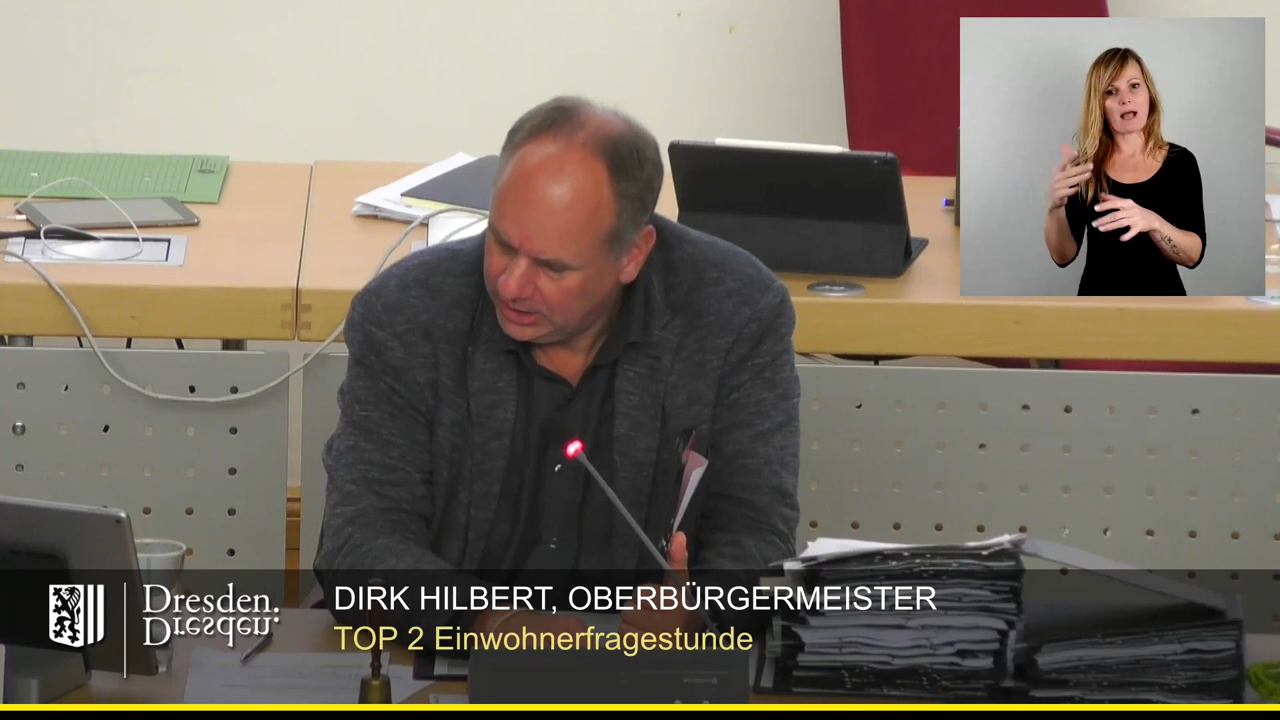 Dresden.
Dresden.
DIRK HILBERT, OBERBÜRGERMEISTER
TOP 2 Einwohnerfragestunde